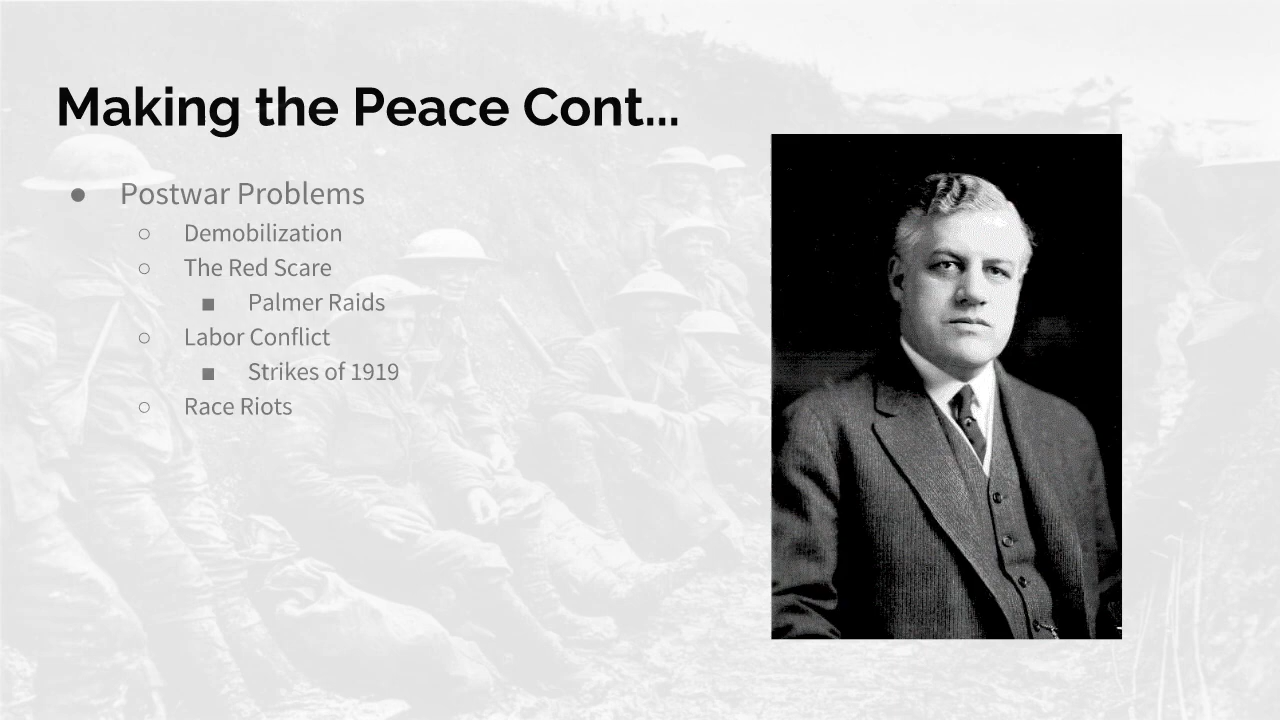 Making the Peace Cont...
● Postwar Problems
○ Demobilization
○ The Red Scare
■ Palmer Raids
○ Labor Conflict
■ Strikes of 1919
○ Race Riots